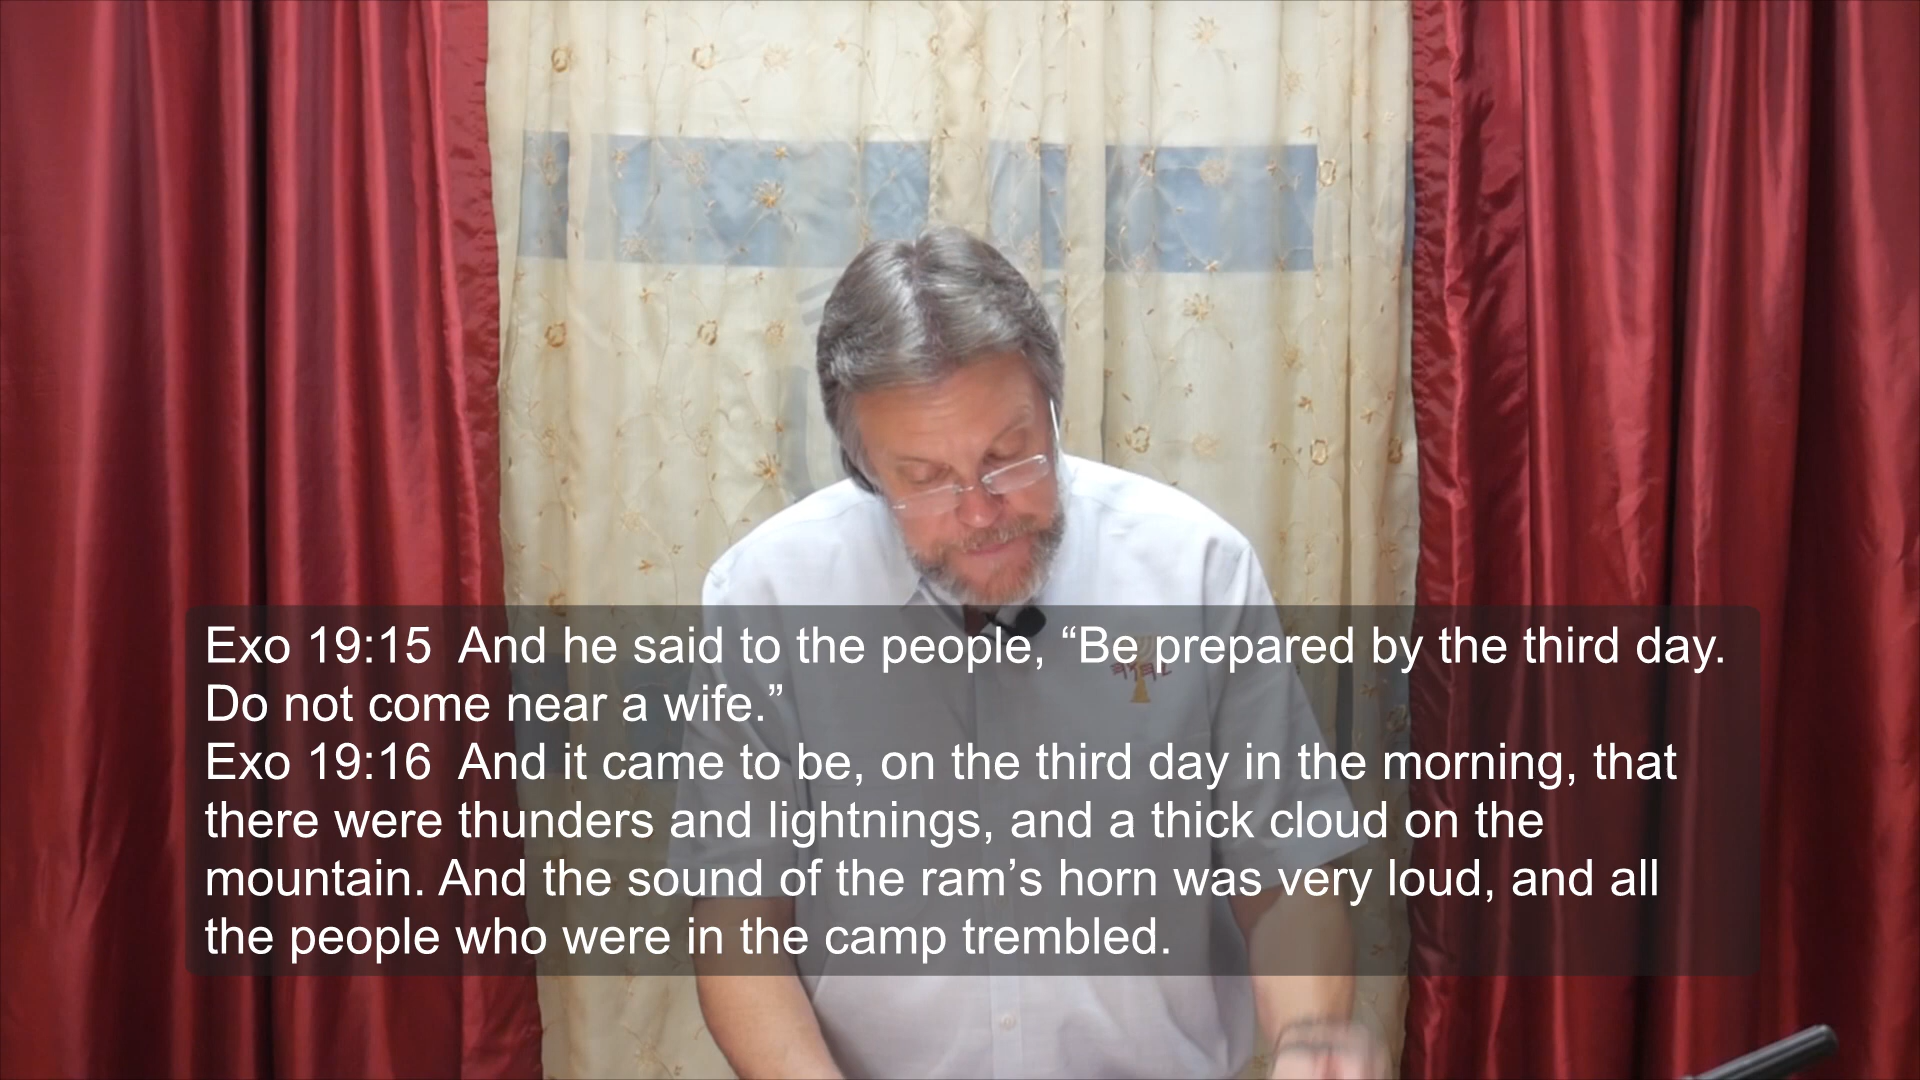 Exo 19:15  And he said to the people, “Be prepared by the third day.
Do not come near a wife.”
Exo 19:16  And it came to be, on the third day in the morning, that
there were thunders and lightnings, and a thick cloud on the
mountain. And the sound of the ram’s horn was very loud, and all
the people who were in the camp trembled.